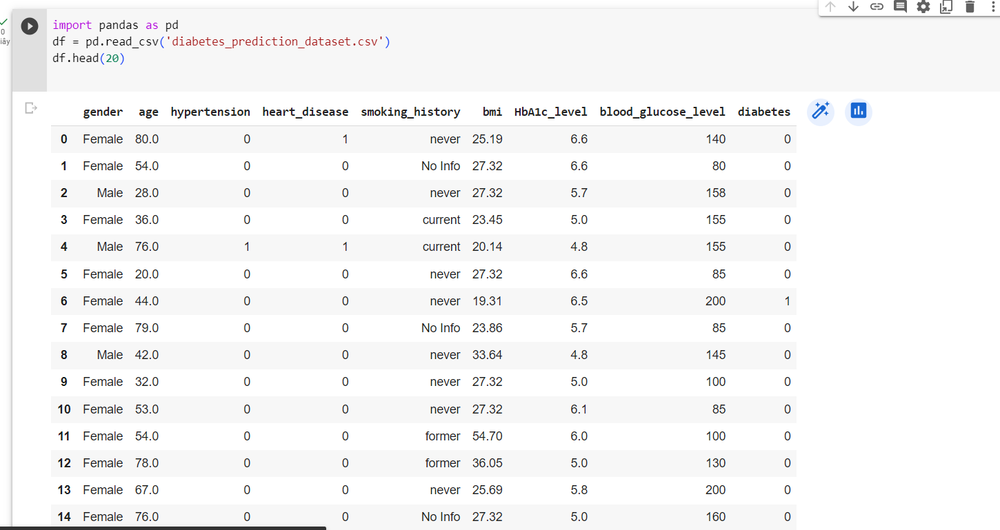 import pandas as pd
df = pd.read_csv('diabetes_prediction_dataset.csv')
df.head(20)
0
iây
gender age hypertension heart_disease smoking_history bmi HbA1c_level blood_glucose_level diabetes
0 Female 80.0 0 1 never 25.19 6.6 140 0
1 Female 54.0 0 0 No Info 27.32 6.6 80 0
2 Male 28.0 0 0 never 27.32 5.7 158 0
3 Female 36.0 0 0 current 23.45 5.0 155 0
4 Male 76.0 1 1 current 20.14 4.8 155 0
5 Female 20.0 0 0 never 27.32 6.6 85 0
6 Female 44.0 0 0 never 19.31 6.5 200 1
7 Female 79.0 0 0 No Info 23.86 5.7 85 0
8 Male 42.0 0 0 never 33.64 4.8 145 0
9 Female 32.0 0 0 never 27.32 5.0 100 0
10 Female 53.0 0 0 never 27.32 6.1 85 0
11 Female 54.0 0 0 former 54.70 6.0 100 0
12 Female 78.0 0 0 former 36.05 5.0 130 0
13 Female 67.0 0 0 never 25.69 5.8 200 0
14 Female 76.0 0 0 No Info 27.32 5.0 160 0